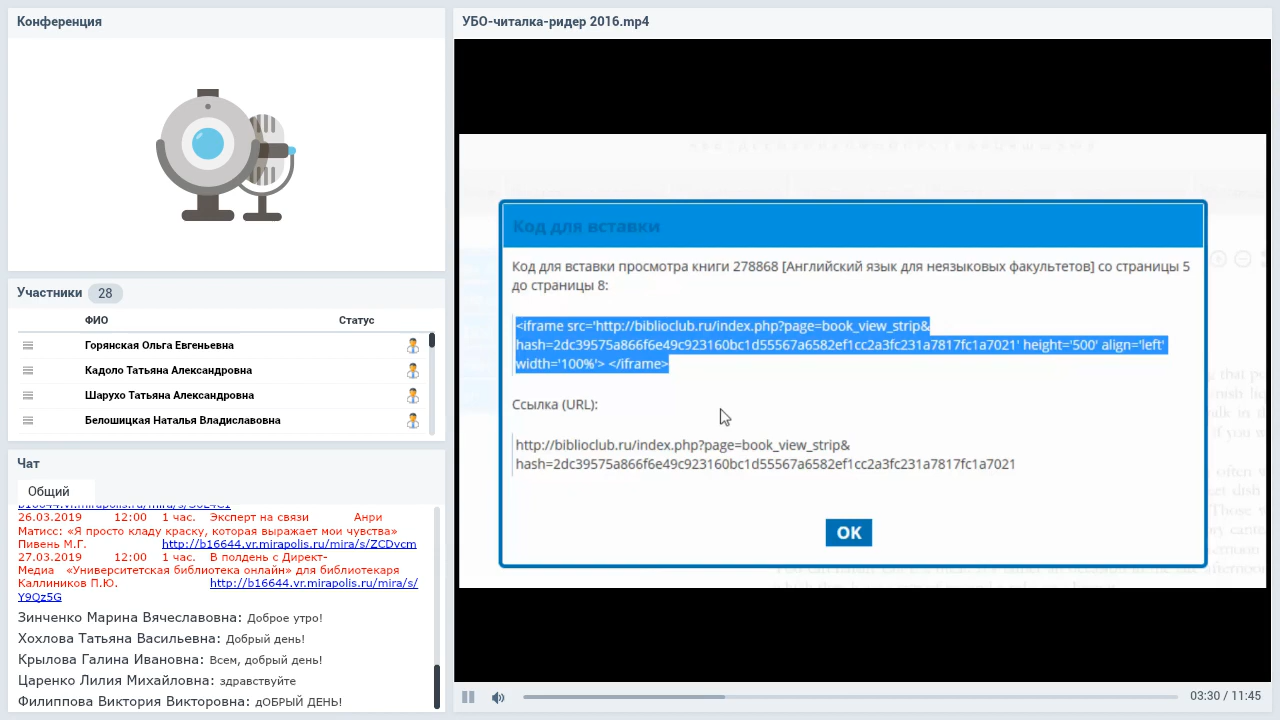 Конференция
УБО-читалка-ридер 2016.mp4
Участники 28
ФИО Статус
Горянская Ольга Евгеньевна
Кадоло Татьяна Александровна
Шарухо Татьяна Александровна
Белошицкая Наталья Владиславовна
Чат
Общий
26.03.2019 12:00 1 час. Эксперт на связи Анри
Матисс: «Я просто кладу краску, которая выражает мои чувства»
Пивень М.Г. http://b16644.vr.mirapolis.ru/mira/s/ZCDvcm
27.03.2019 12:00 1 час. В полдень с Директ-
Медиа «Университетская библиотека онлайн» для библиотекаря
Каллиников П.Ю. http://b16644.vr.mirapolis.ru/mira/s/
Y9Qz5G
Зинченко Марина Вячеславовна: Доброе утро!
Хохлова Татьяна Васильевна: Добрый день!
Крылова Галина Ивановна: Всем, добрый день!
Царенко Лилия Михайловна: здравствуйте
Филиппова Виктория Викторовна: дОБРЫЙ ДЕНЬ!
Код для вставки
Код для вставки просмотра книги 278868 [Английский язык для неязыковых факультетов] со страницы 5
до страницы 8:
<iframe src='http://biblioclub.ru/index.php?page=book_view_strip&
hash=2dc39575a866f6e49c923160bc1d55567a6582ef1cc2a3fc231a7817fc1a7021' height='500' align='left'
width='100%'> </iframe>
Ссылка (URL):
http://biblioclub.ru/index.php?page=book_view_strip&
hash=2dc39575a866f6e49c923160bc1d55567a6582ef1cc2a3fc231a7817fc1a7021
OK
03:30 / 11:45